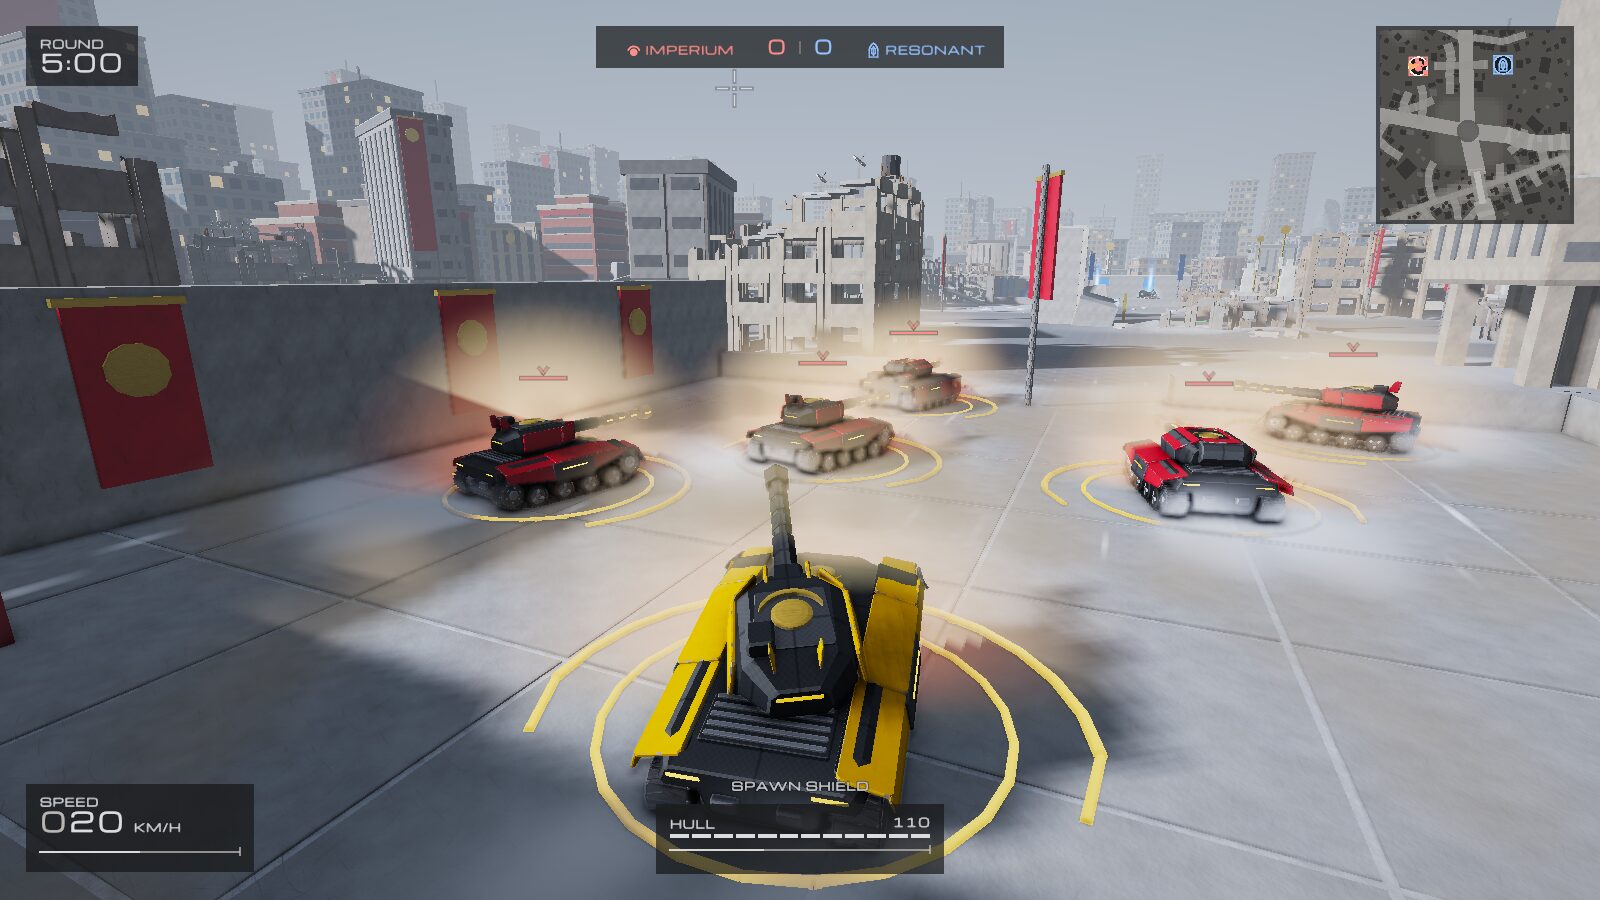 ROUND
5:00
IMPERIUM 0 | 0 RESONANT
SPAWN SHIELD
HULL 110
SPEED
020 KM/H